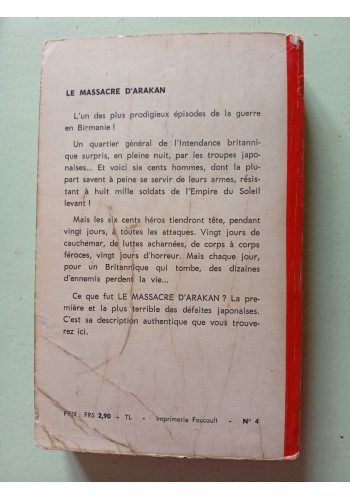 LE MASSACRE D'ARAKAN
L'un des plus prodigieux épisodes de la guerre
en Birmanie !
Un quartier général de l'Intendance britanni-
que surpris, en pleine nuit, par les troupes japo-
naises... Et voici six cents hommes, dont la plu-
part savent à peine se servir de leurs armes, résis-
tant à huit mille soldats de l'Empire du Soleil
levant !
Mais les six cents héros tiendront tête, pendant
vingt jours, à toutes les attaques. Vingt jours de
cauchemar, de luttes acharnées, de corps à corps
féroces, vingt jours d'horreur. Mais chaque jour,
pour un Britannique qui tombe, des dizaines
d'ennemis perdent la vie...
Ce que fut LE MASSACRE D'ARAKAN ? La pre-
mière et la plus terrible des défaites japonaises.
C'est sa description authentique que vous trouve-
rez ici.
PRIX : FRS 2,90 + TL - Imprimerie Foucault - N° 4